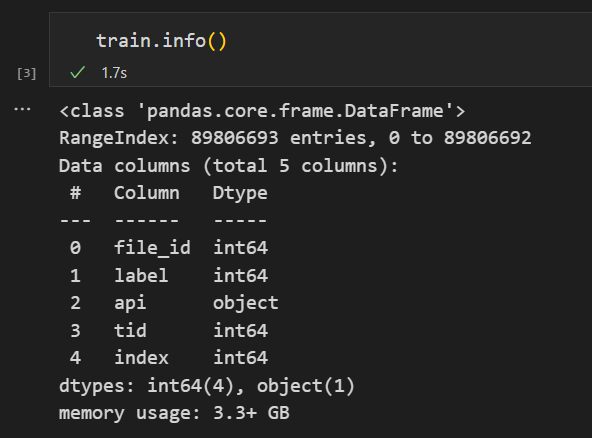 train.info()
[3]
1.7s
...
<class 'pandas.core.frame.DataFrame'>
RangeIndex: 89806693 entries, 0 to 89806692
Data columns (total 5 columns):
 #   Column   Dtype
---  ------   -----
 0   file_id  int64
 1   label    int64
 2   api      object
 3   tid      int64
 4   index    int64
dtypes: int64(4), object(1)
memory usage: 3.3+ GB